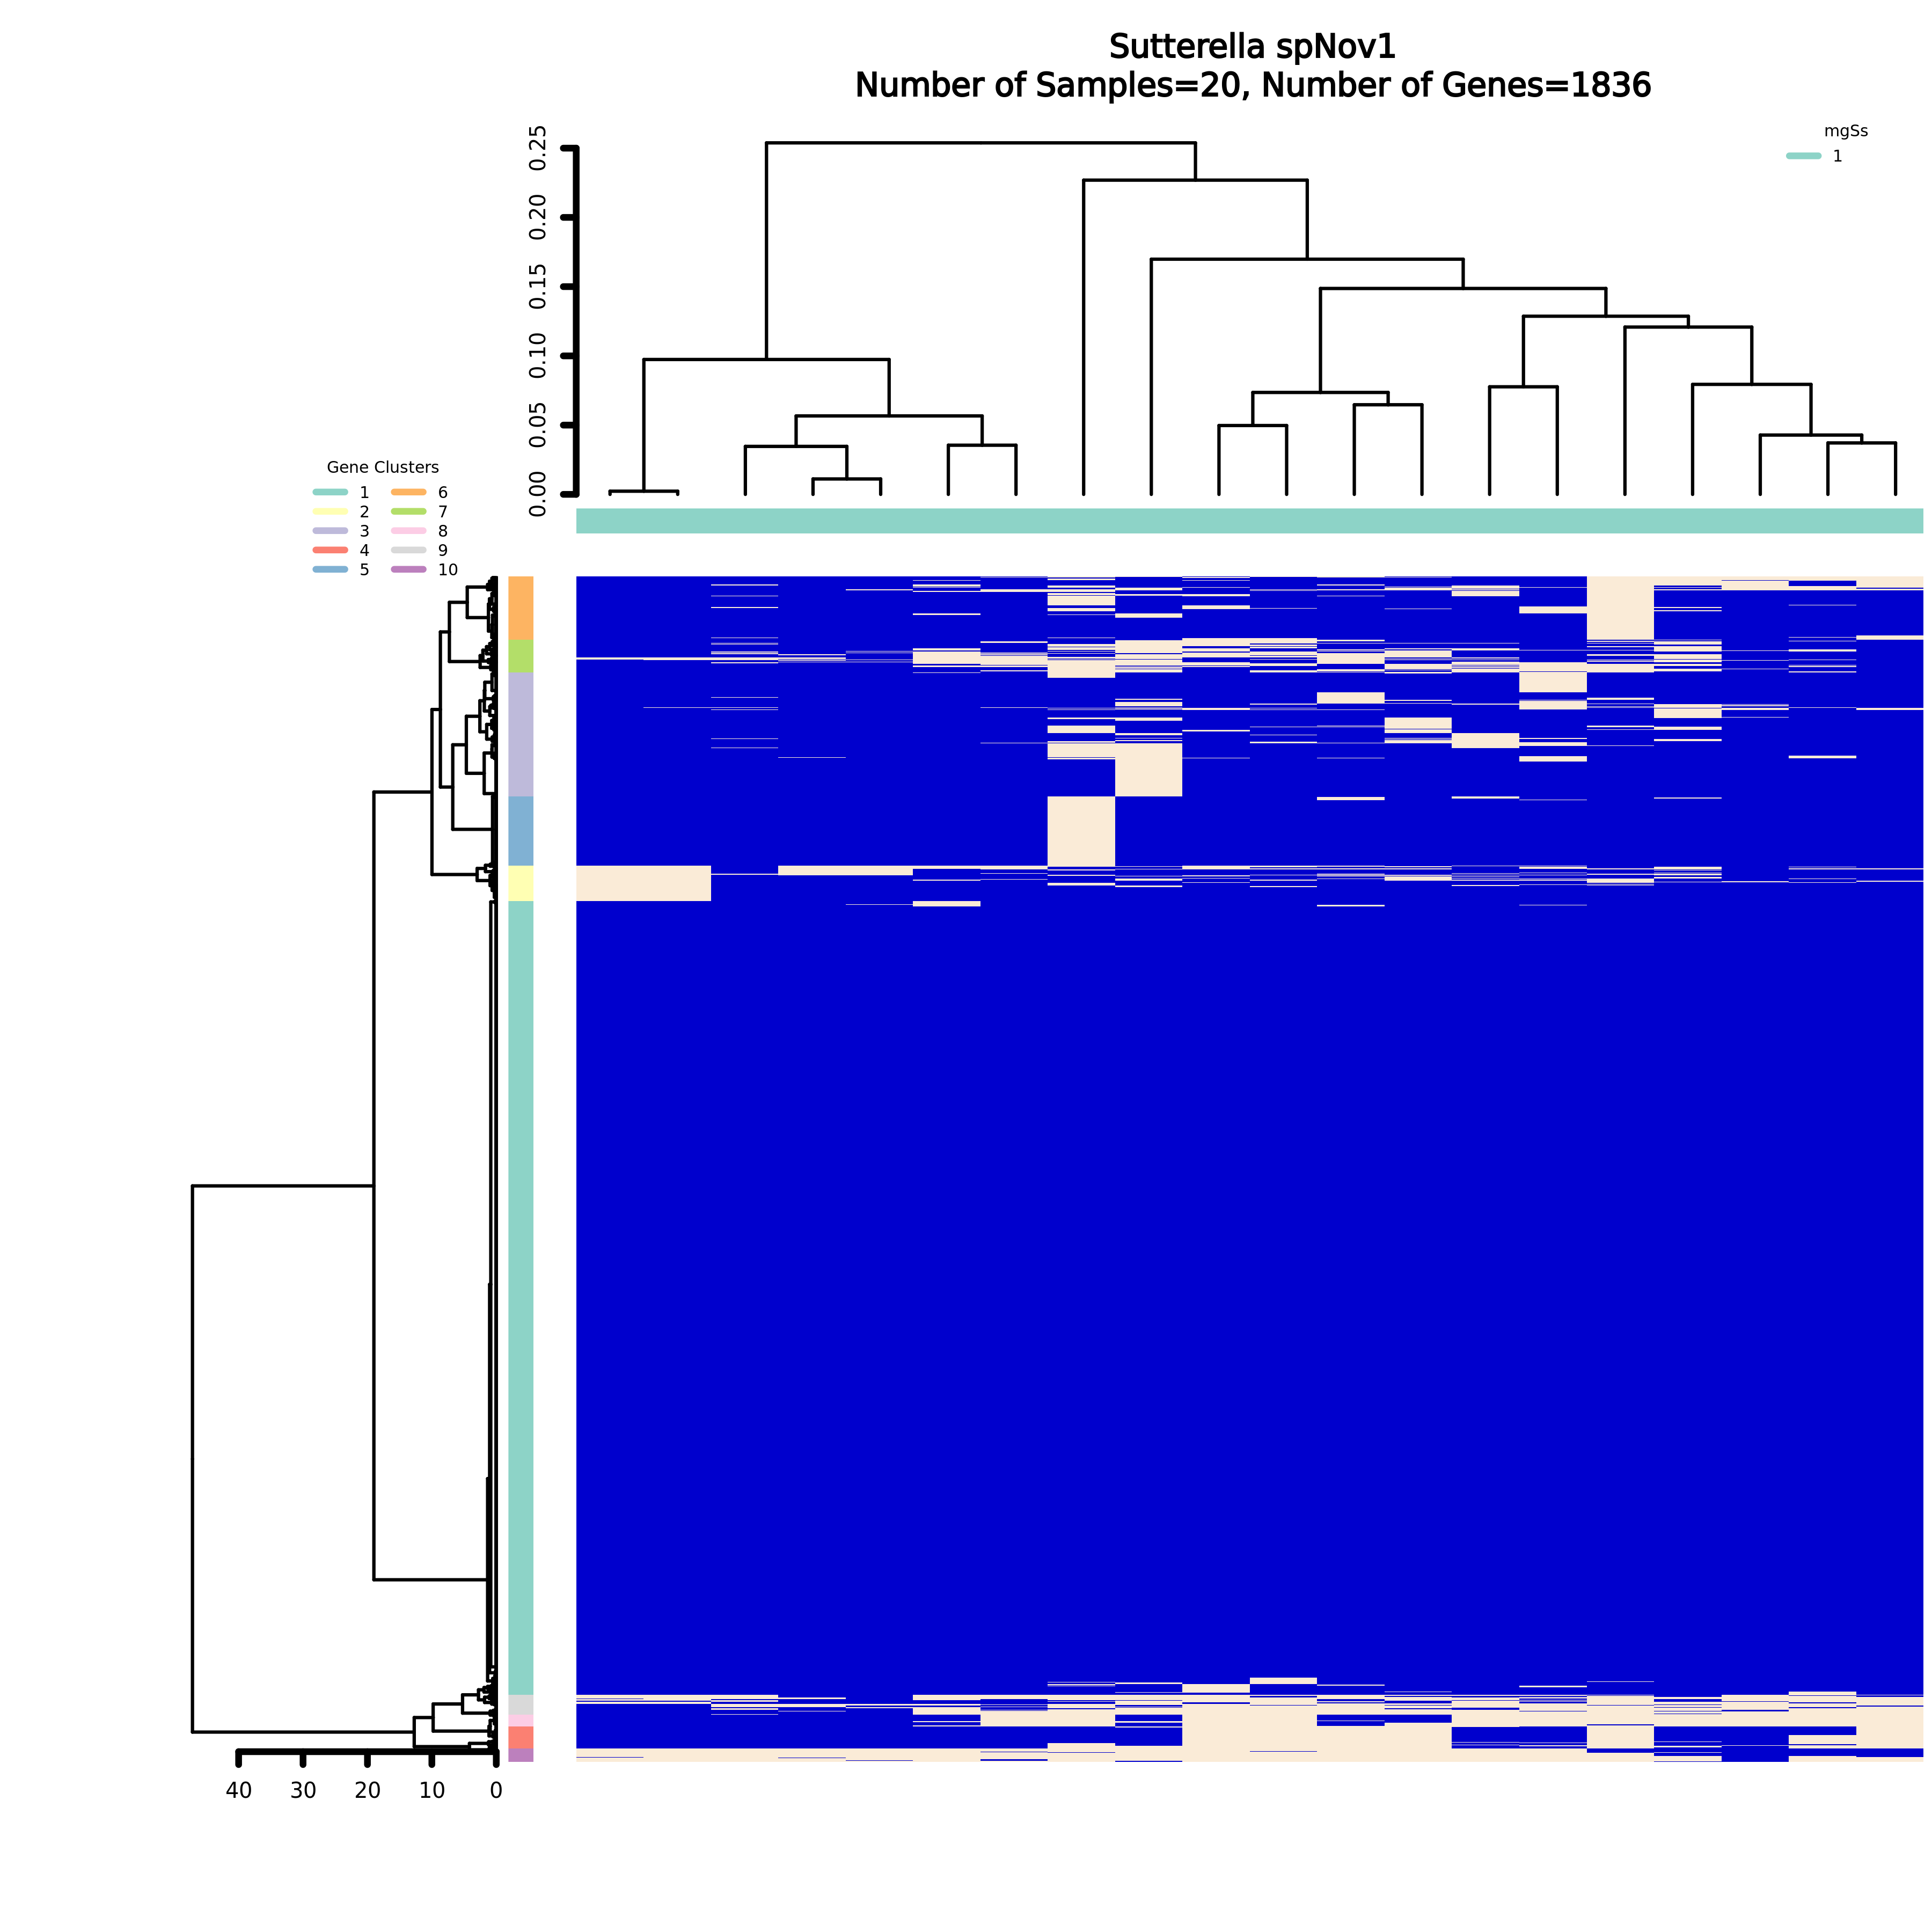 Sutterella spNov1
Number of Samples=20, Number of Genes=1836
mgSs
1
0.25
0.20
0.15
0.10
0.05
0.00
Gene Clusters
1 6
2 7
3 8
4 9
5 10
40 30 20 10 0